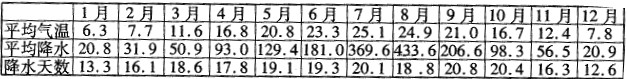 1月 2月 3月 4月 5月 6月 7月 8月 9月 10月 11月 12月
平均气温 6.3 7.7 11.6 16.8 20.8 23.3 25.1 24.9 21.0 16.7 12.4 7.8
平均降水 20.8 31.9 50.9 93.0 129.4 181.0 369.6 433.6 206.6 98.3 56.5 20.9
降水天数 13.3 16.1 18.6 17.8 19.1 19.3 20.1 18.8 20.8 20.4 16.3 12.6